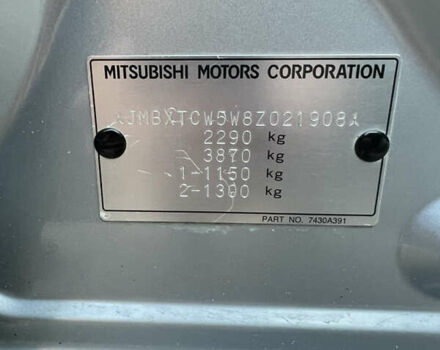 MITSUBISHI MOTORS CORPORATION
JMBXTCW5W8Z021908
2290 kg
3870 kg
1-1150 kg
2-1300 kg
PART NO. 7430A391